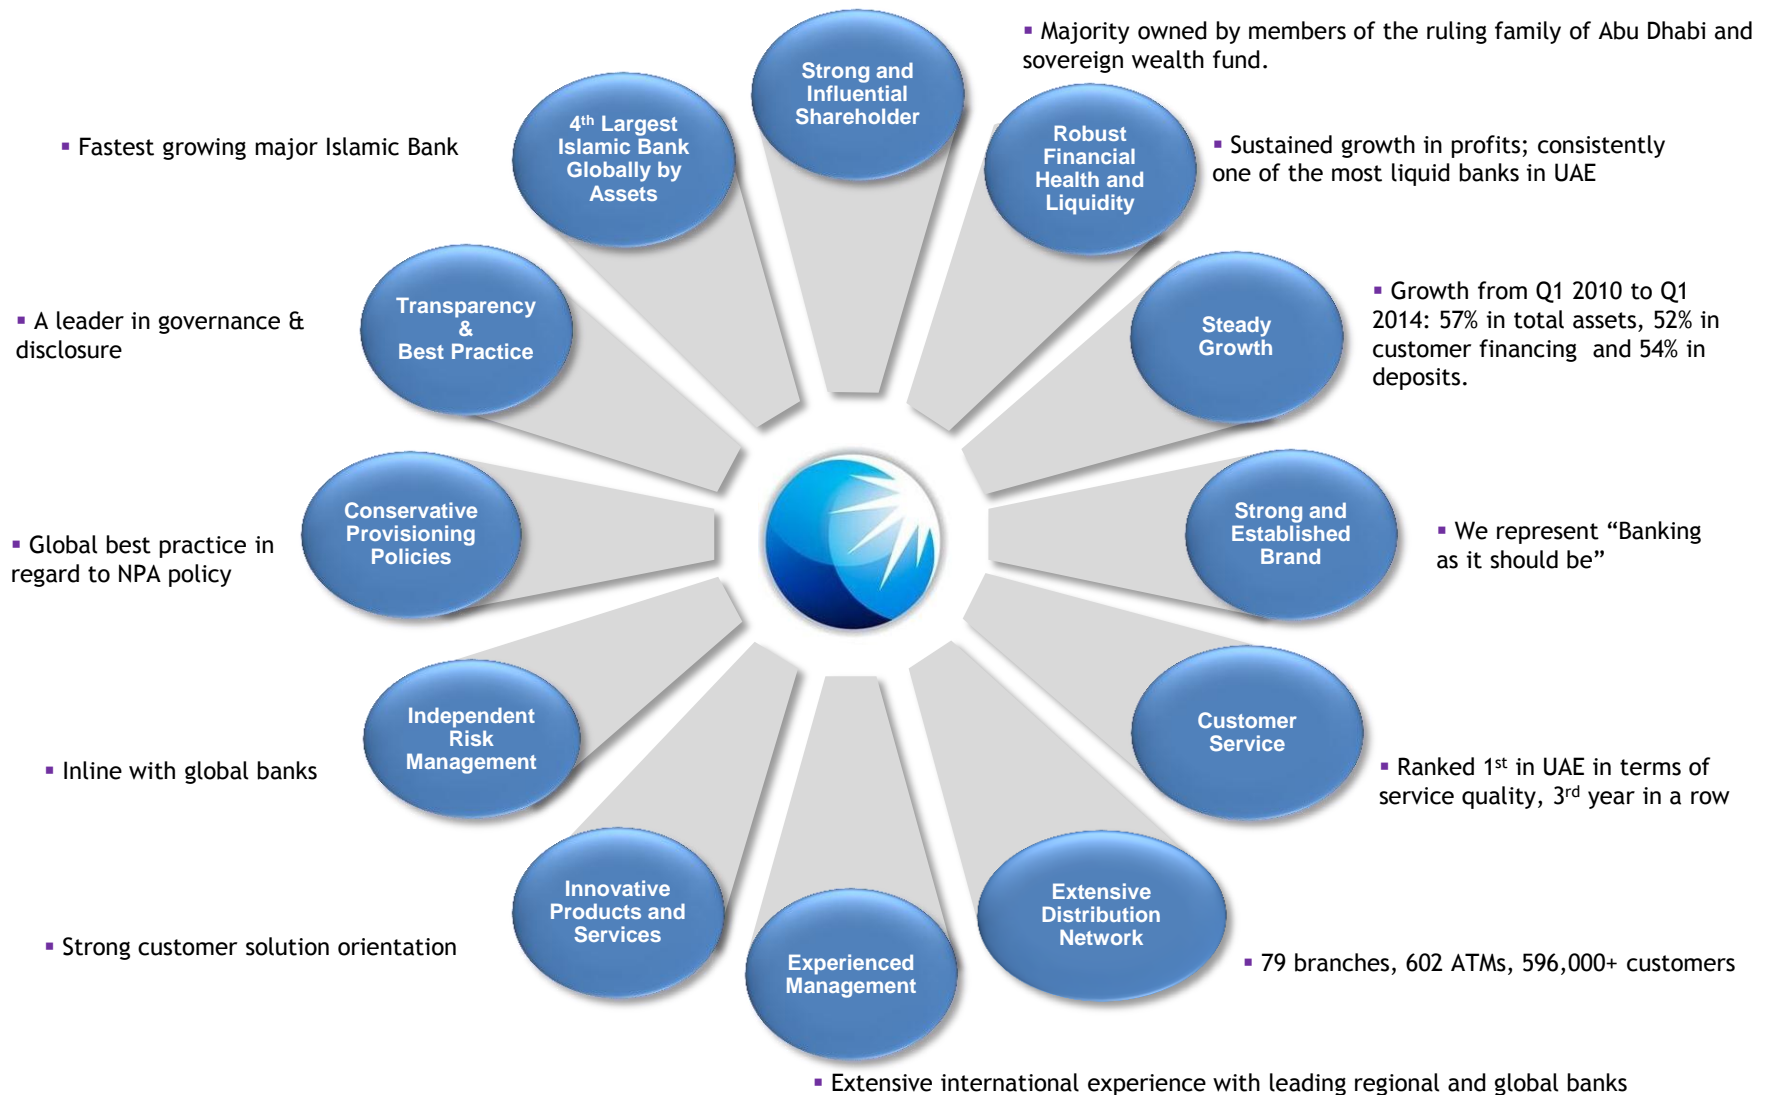 Strong and
Influential
Shareholder
▪ Majority owned by members of the ruling family of Abu Dhabi and
sovereign wealth fund.
Robust
Financial
Health and
Liquidity
▪ Sustained growth in profits; consistently
one of the most liquid banks in UAE
Steady
Growth
▪ Growth from Q1 2010 to Q1
2014: 57% in total assets, 52% in
customer financing and 54% in
deposits.
Strong and
Established
Brand
▪ We represent “Banking
as it should be”
Customer
Service
▪ Ranked 1st in UAE in terms of
service quality, 3rd year in a row
Extensive
Distribution
Network
▪ 79 branches, 602 ATMs, 596,000+ customers
Experienced
Management
▪ Extensive international experience with leading regional and global banks
Innovative
Products and
Services
▪ Strong customer solution orientation
Independent
Risk
Management
▪ Inline with global banks
Conservative
Provisioning
Policies
▪ Global best practice in
regard to NPA policy
Transparency
&
Best Practice
▪ A leader in governance &
disclosure
4th Largest
Islamic Bank
Globally by
Assets
▪ Fastest growing major Islamic Bank